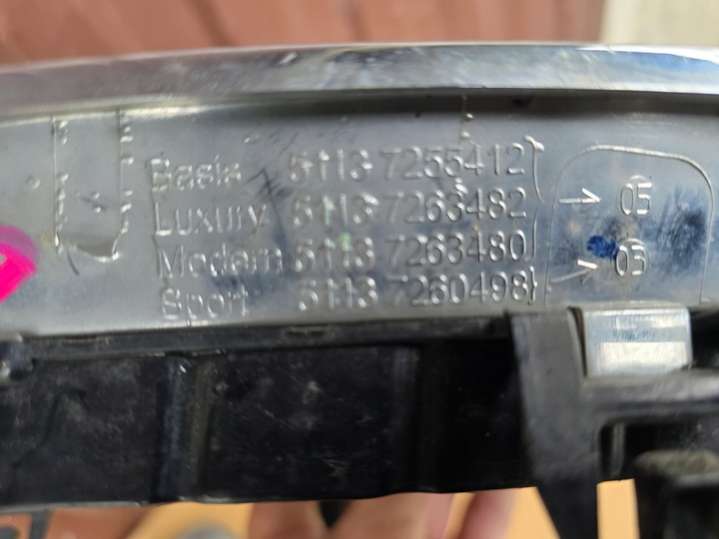 Basis 5113 7255412
Luxury 5113 7263482 05
Modern 5113 7263480 05
Sport 5113 7260498